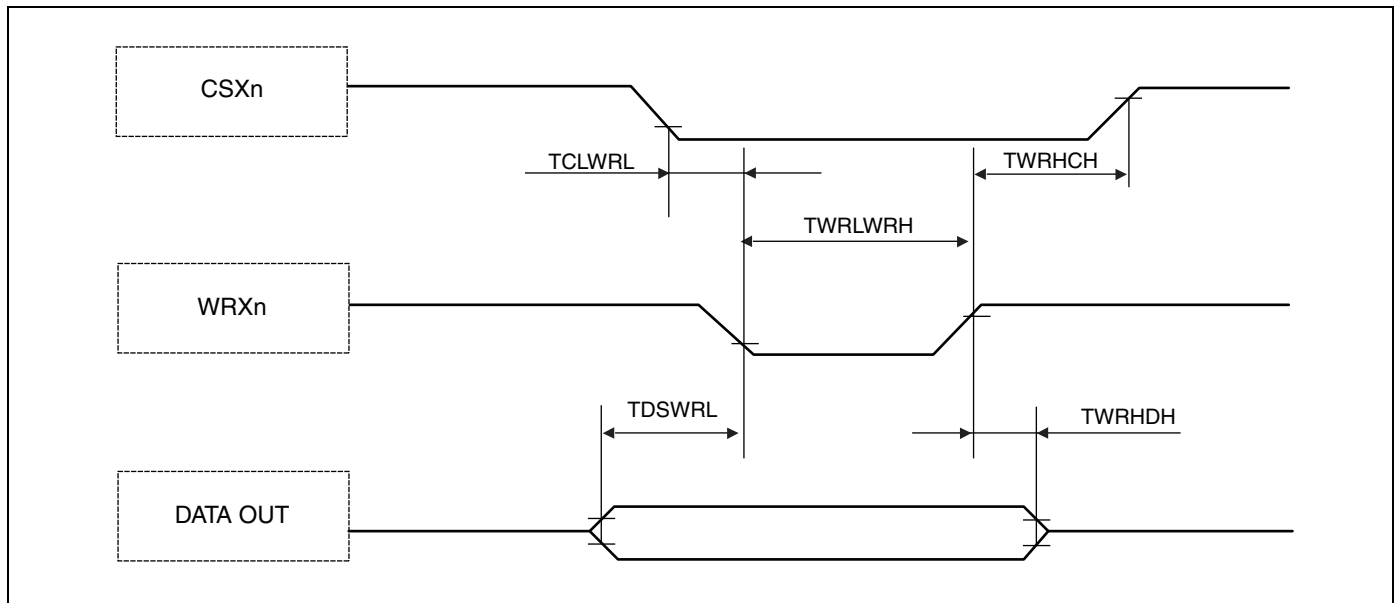 CSXn
TCLWRL
TWRHCH
TWRLWRH
WRXn
TDSWRL
TWRHDH
DATA OUT